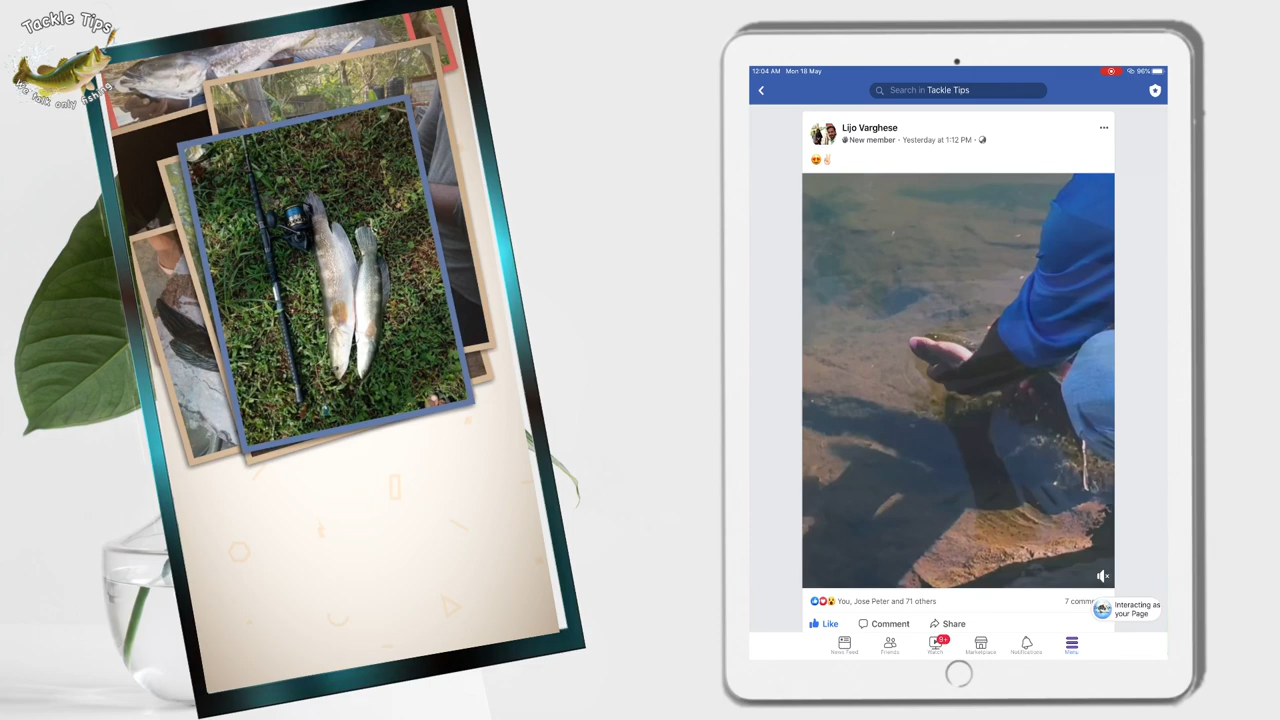 Tackle Tips
We talk only fishing
12:04 AM Mon 18 May
96%
Search in Tackle Tips
Lijo Varghese
New member · Yesterday at 1:12 PM ·
You, Jose Peter and 71 others
7 comm
Interacting as
your Page
Like Comment Share
9+
News Feed Friends Watch Marketplace Notifications Menu